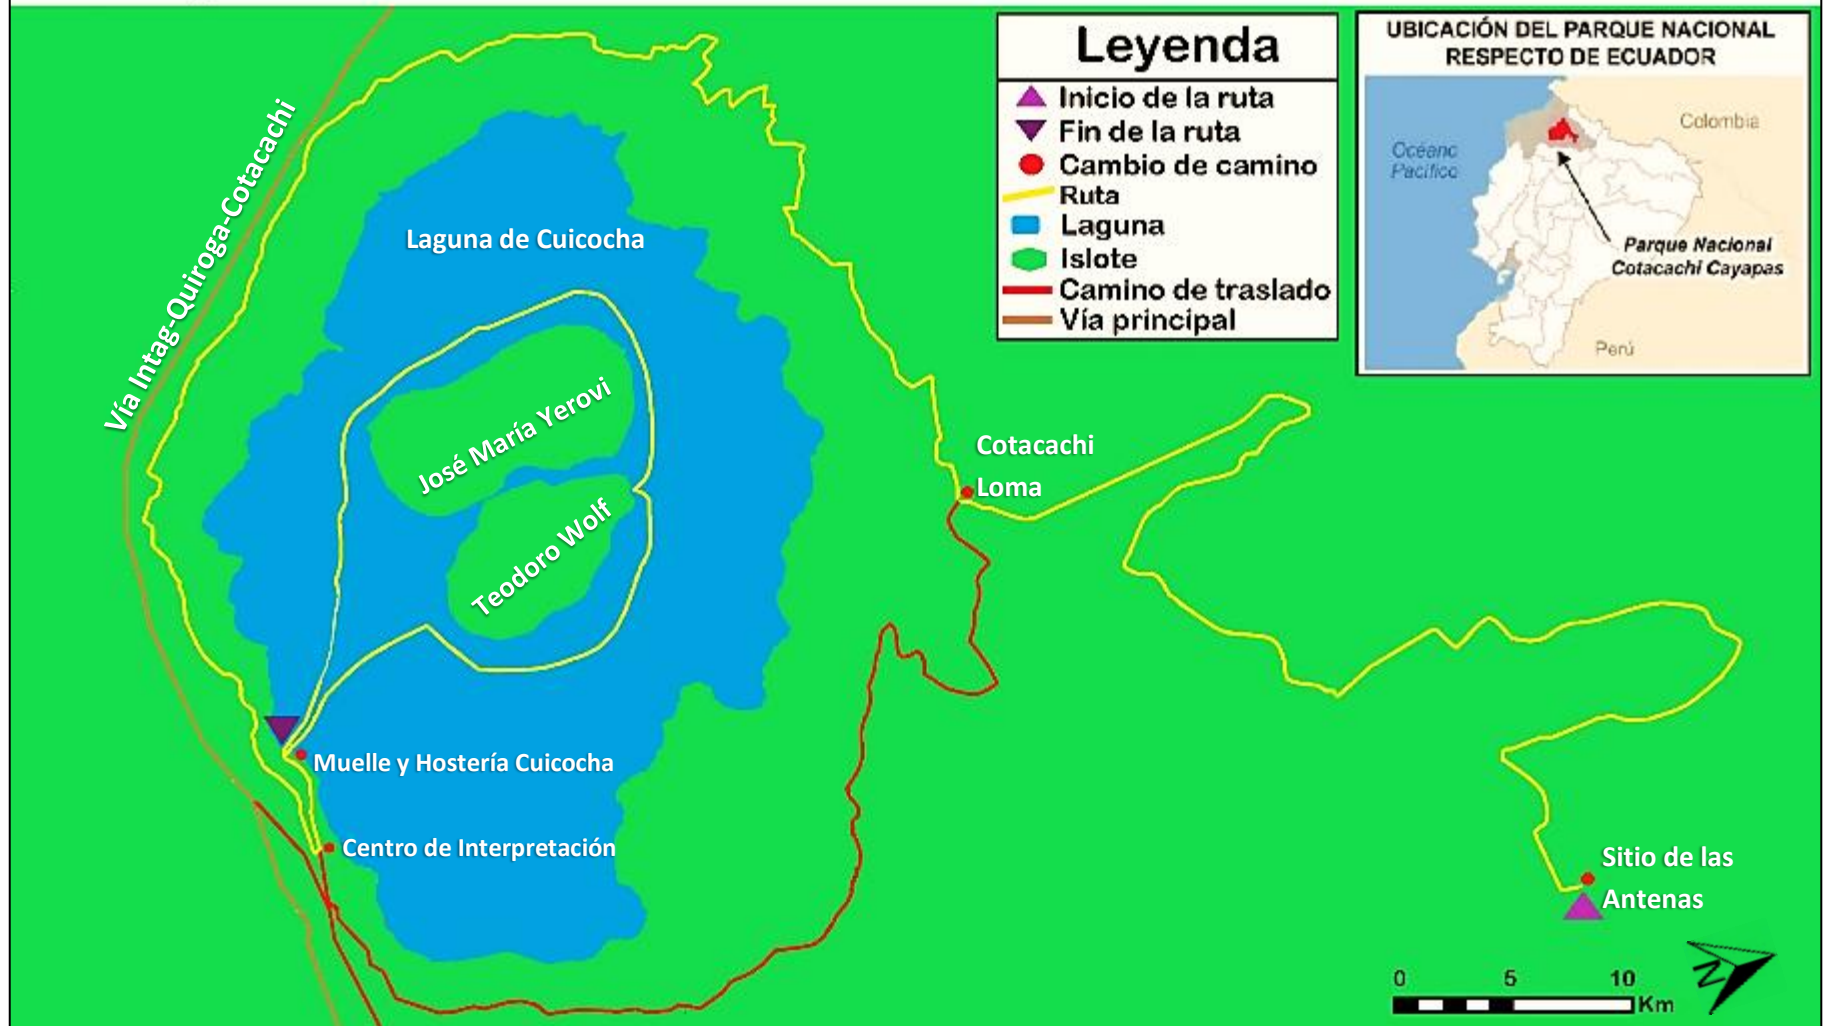 Leyenda
Inicio de la ruta
Fin de la ruta
Cambio de camino
Ruta
Laguna
Islote
Camino de traslado
Vía principal
UBICACIÓN DEL PARQUE NACIONAL
RESPECTO DE ECUADOR
Colombia
Océano
Pacífico
Parque Nacional
Cotacachi Cayapas
Perú
Vía Intag-Quiroga-Cotacachi
Laguna de Cuicocha
José María Yerovi
Teodoro Wolf
Cotacachi
Loma
Muelle y Hostería Cuicocha
Centro de Interpretación
Sitio de las
Antenas
0 5 10
Km
N